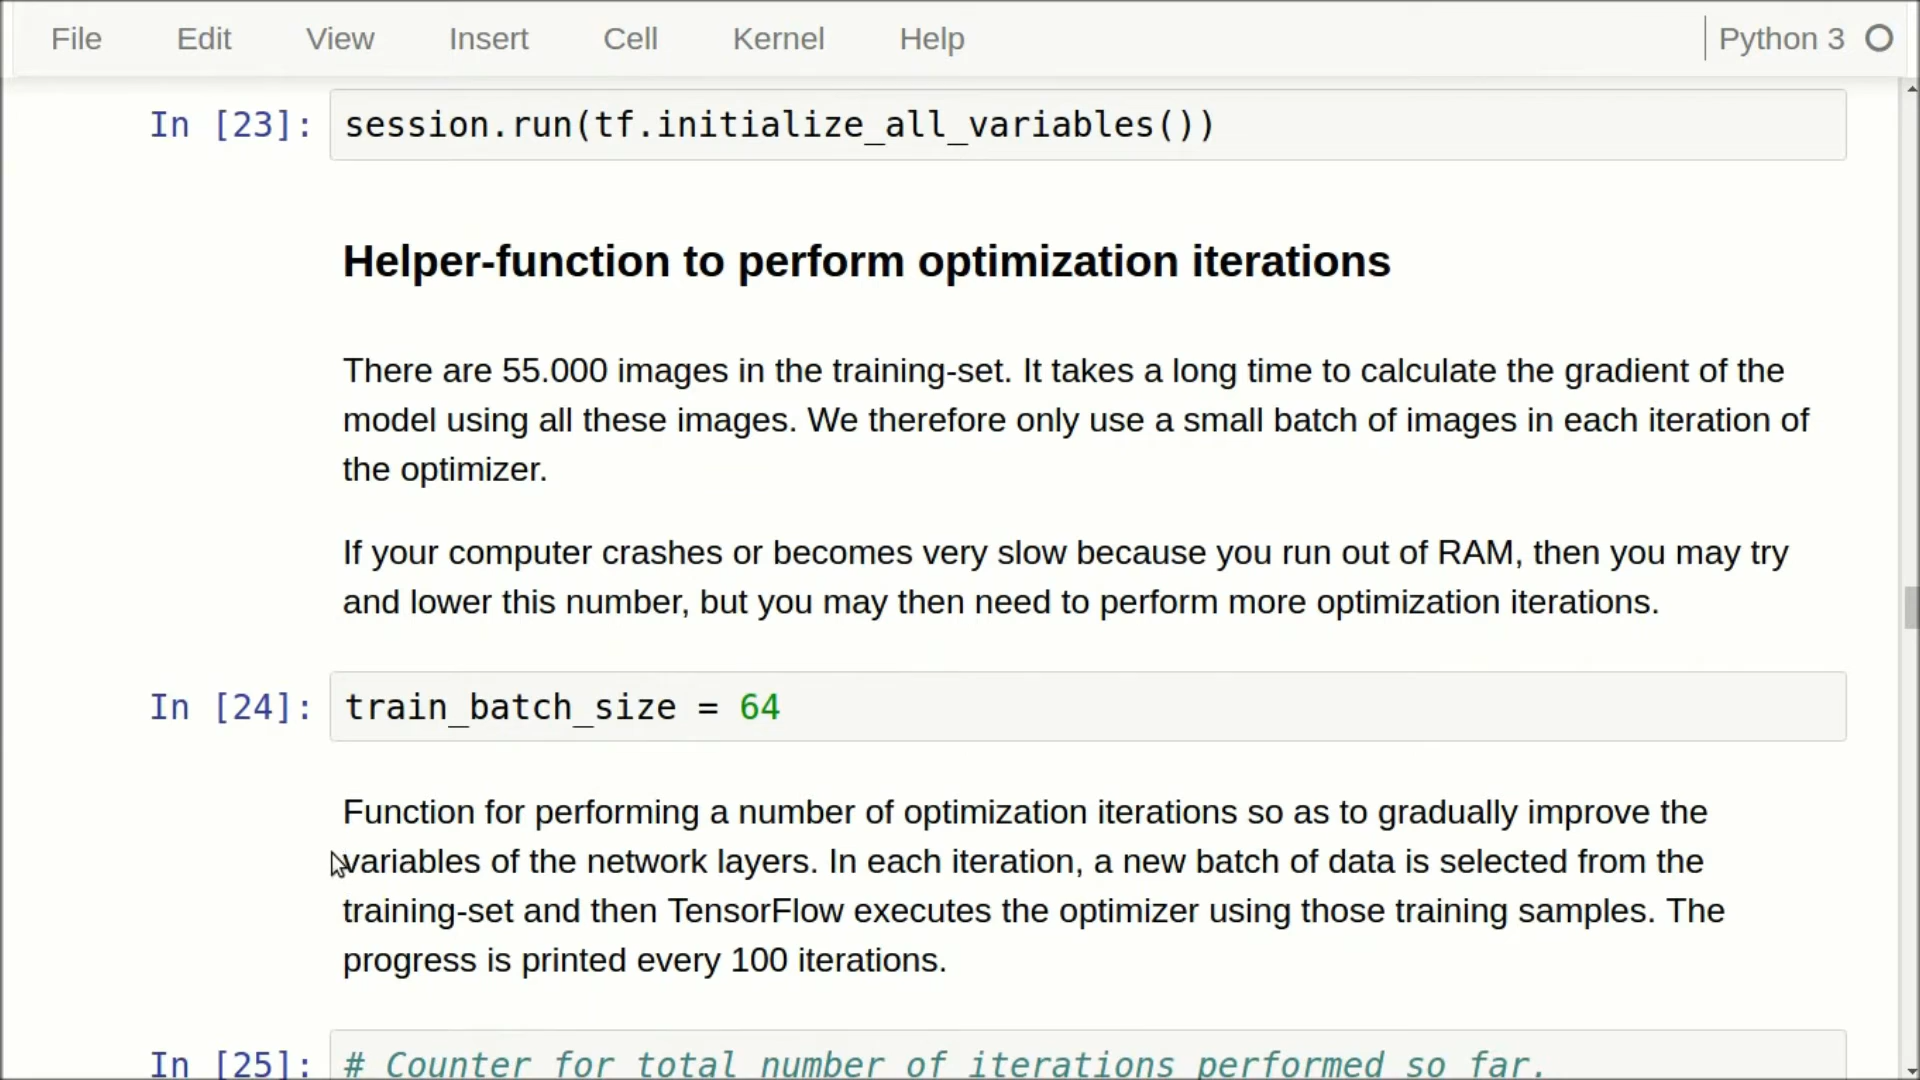 File Edit View Insert Cell Kernel Help Python 3
In [23]: session.run(tf.initialize_all_variables())
Helper-function to perform optimization iterations
There are 55.000 images in the training-set. It takes a long time to calculate the gradient of the
model using all these images. We therefore only use a small batch of images in each iteration of
the optimizer.
If your computer crashes or becomes very slow because you run out of RAM, then you may try
and lower this number, but you may then need to perform more optimization iterations.
In [24]: train_batch_size = 64
Function for performing a number of optimization iterations so as to gradually improve the
variables of the network layers. In each iteration, a new batch of data is selected from the
training-set and then TensorFlow executes the optimizer using those training samples. The
progress is printed every 100 iterations.
In [25]: # Counter for total number of iterations performed so far.